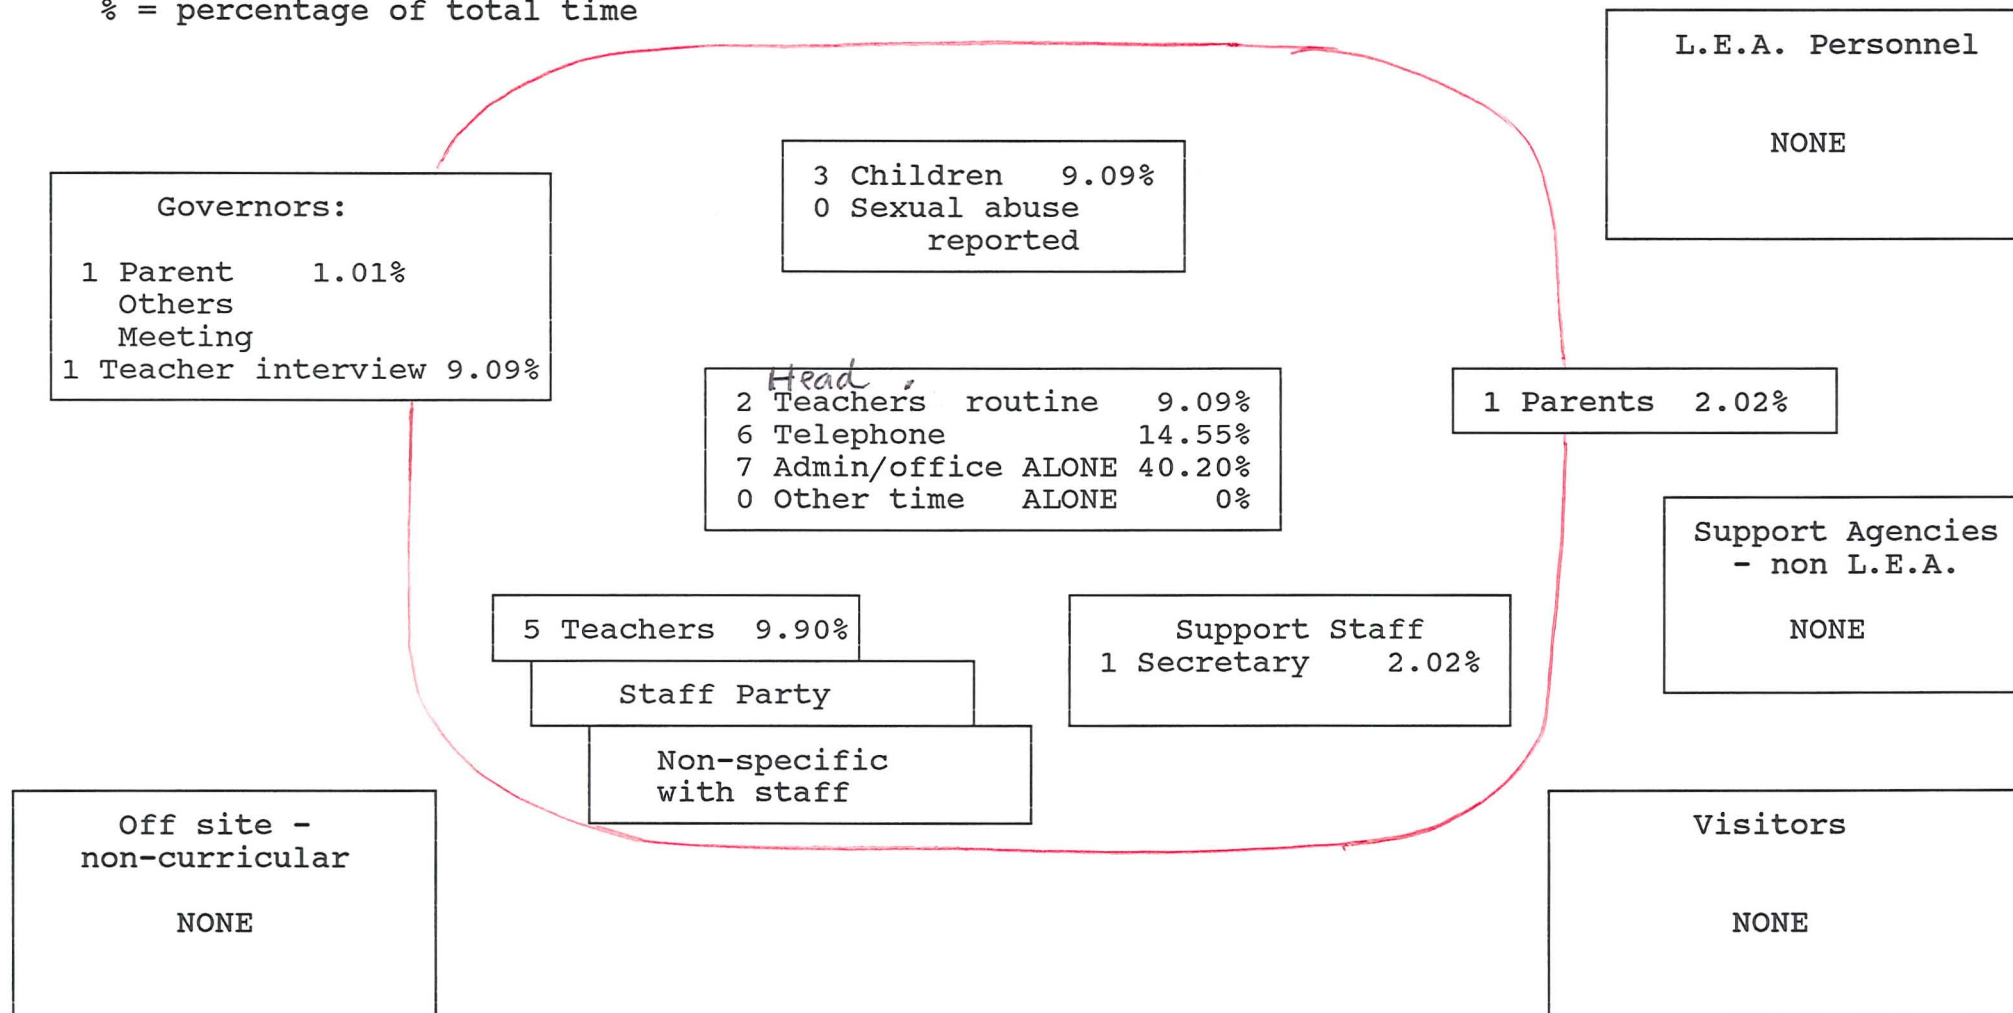 % = percentage of total time
L.E.A. Personnel
NONE
3 Children 9.09%
0 Sexual abuse
reported
Governors:
1 Parent 1.01%
Others
Meeting
1 Teacher interview 9.09%
Head
2 Teachers routine 9.09%
6 Telephone 14.55%
7 Admin/office ALONE 40.20%
0 Other time ALONE 0%
1 Parents 2.02%
Support Agencies
- non L.E.A.
NONE
5 Teachers 9.90%
Staff Party
Non-specific
with staff
Support Staff
1 Secretary 2.02%
Off site -
non-curricular
NONE
Visitors
NONE